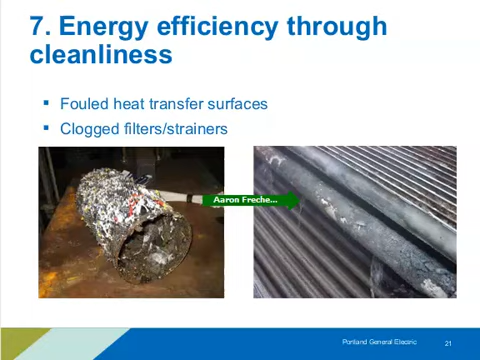 7. Energy efficiency through
cleanliness
Fouled heat transfer surfaces
Clogged filters/strainers
Aaron Freche...
Portland General Electric
21